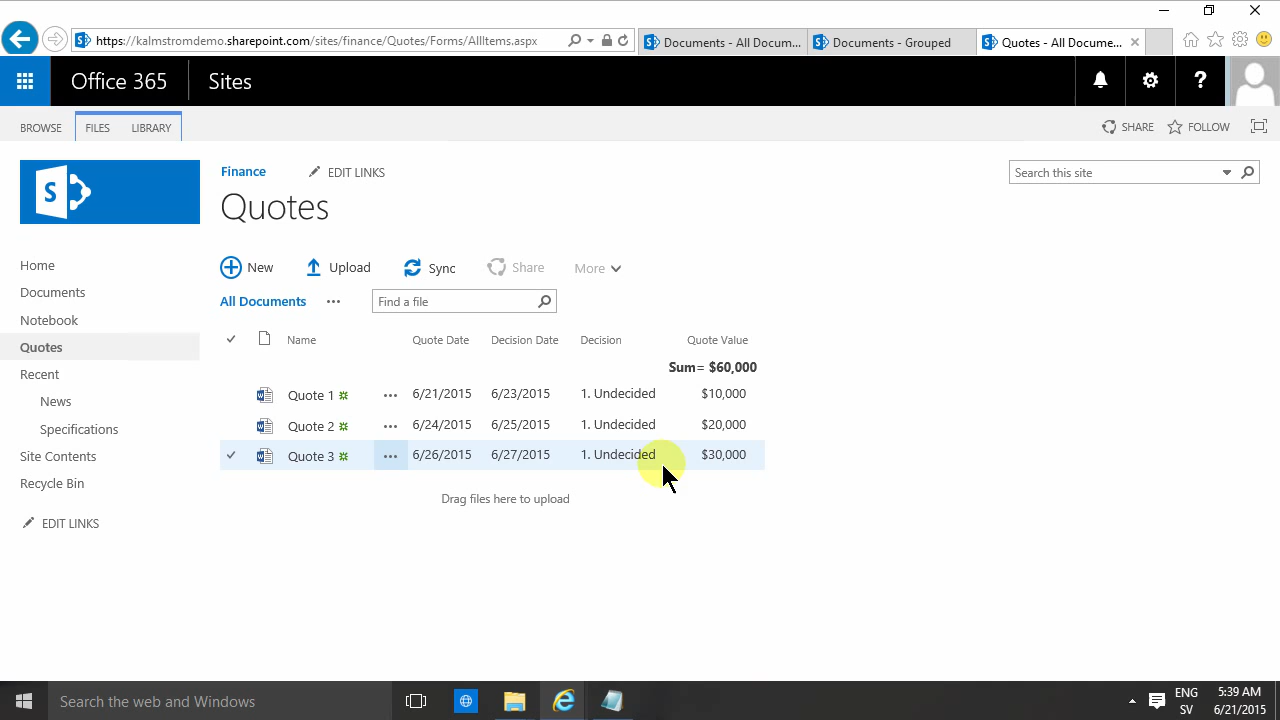 https://kalmstromdemo.sharepoint.com/sites/finance/Quotes/Forms/AllItems.aspx
Documents - All Docum...
Documents - Grouped
Quotes - All Docume...
Office 365
Sites
?
BROWSE
FILES
LIBRARY
SHARE
FOLLOW
S
Finance
EDIT LINKS
Search this site
Quotes
Home
Documents
Notebook
Quotes
Recent
News
Specifications
Site Contents
Recycle Bin
EDIT LINKS
New
Upload
Sync
Share
More
All Documents
...
Find a file
Name Quote Date Decision Date Decision Quote Value
Sum= $60,000
Quote 1 ... 6/21/2015 6/23/2015 1. Undecided $10,000
Quote 2 ... 6/24/2015 6/25/2015 1. Undecided $20,000
Quote 3 ... 6/26/2015 6/27/2015 1. Undecided $30,000
Drag files here to upload
Search the web and Windows
ENG
SV
5:39 AM
6/21/2015